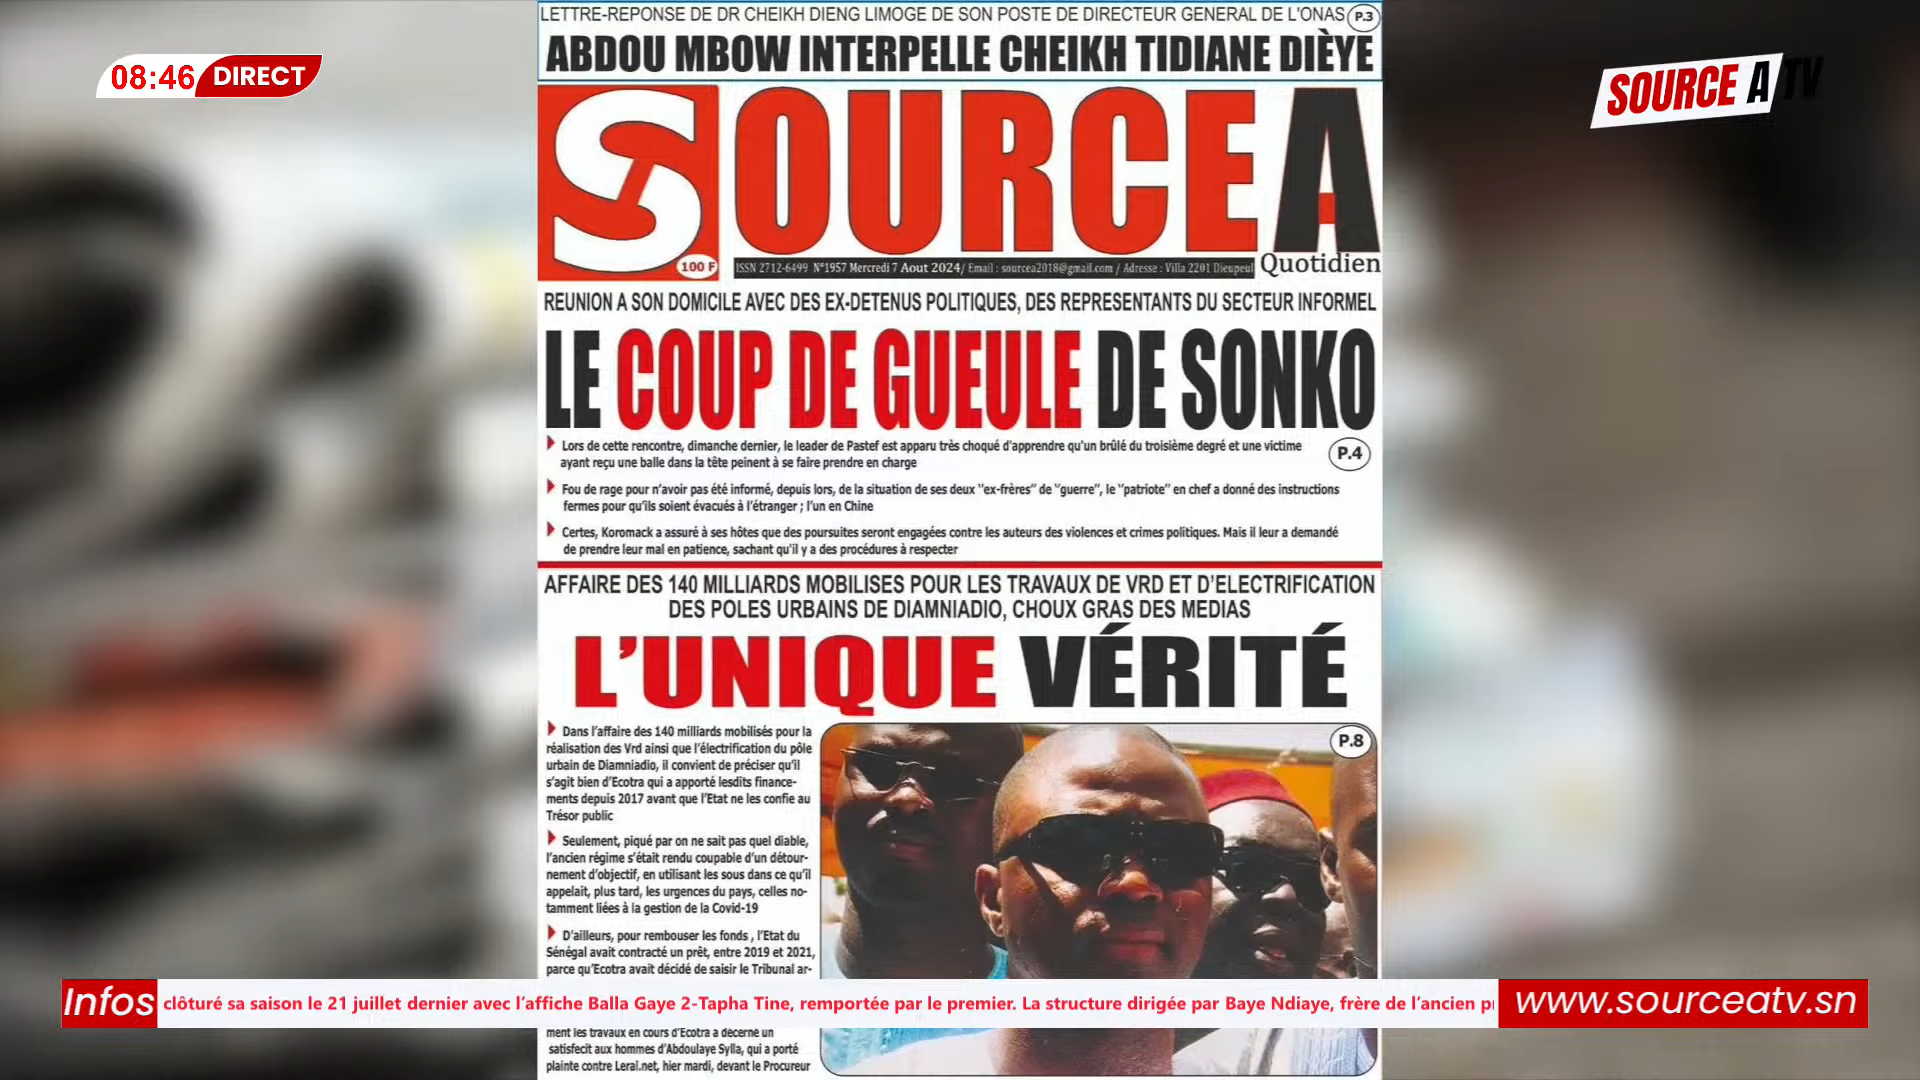 LETTRE-REPONSE DE DR CHEIKH DIENG LIMOGE DE SON POSTE DE DIRECTEUR GENERAL DE L'ONAS P.3
ABDOU MBOW INTERPELLE CHEIKH TIDIANE DIÈYE
08:46 DIRECT
SOURCE A TV
SOURCE A
100 F
ISSN 2712-6499 N°1957 Mercredi 7 Aout 2024/ Email : sourcea2018@gmail.com / Adresse : Villa 2201 Dieupeul
Quotidien
REUNION A SON DOMICILE AVEC DES EX-DETENUS POLITIQUES, DES REPRESENTANTS DU SECTEUR INFORMEL
LE COUP DE GUEULE DE SONKO
Lors de cette rencontre, dimanche dernier, le leader de Pastef est apparu très choqué d'apprendre qu'un brûlé du troisième degré et une victime
ayant reçu une balle dans la tête peinent à se faire prendre en charge
P.4
Fou de rage pour n'avoir pas été informé, depuis lors, de la situation de ses deux "ex-frères" de "guerre", le "patriote" en chef a donné des instructions
fermes pour qu'ils soient évacués à l'étranger ; l'un en Chine
Certes, Koromack a assuré à ses hôtes que des poursuites seront engagées contre les auteurs des violences et crimes politiques. Mais il leur a demandé
de prendre leur mal en patience, sachant qu'il y a des procédures à respecter
AFFAIRE DES 140 MILLIARDS MOBILISES POUR LES TRAVAUX DE VRD ET D'ELECTRIFICATION
DES POLES URBAINS DE DIAMNIADIO, CHOUX GRAS DES MEDIAS
L'UNIQUE VÉRITÉ
P.8
Dans l'affaire des 140 milliards mobilisés pour la
réalisation des Vrd ainsi que l'électrification du pôle
urbain de Diamniadio, il convient de préciser qu'il
s'agit bien d'Ecotra qui a apporté lesdits finance-
ments depuis 2017 avant que l'Etat ne les confie au
Trésor public
Seulement, piqué par on ne sait pas quel diable,
l'ancien régime s'était rendu coupable d'un détour-
nement d'objectif, en utilisant les sous dans ce qu'il
appelait, plus tard, les urgences du pays, celles no-
tamment liées à la gestion de la Covid-19
D'ailleurs, pour rembouser les fonds , l'Etat du
Sénégal avait contracté un prêt, entre 2019 et 2021,
parce qu'Ecotra avait décidé de saisir le Tribunal ar-
Infos clôturé sa saison le 21 juillet dernier avec l'affiche Balla Gaye 2-Tapha Tine, remportée par le premier. La structure dirigée par Baye Ndiaye, frère de l'ancien p
www.sourceatv.sn
ment les travaux en cours d'Ecotra a décerné un
satisfecit aux hommes d'Abdoulaye Sylla, qui a porté
plainte contre Leral.net, hier mardi, devant le Procureur